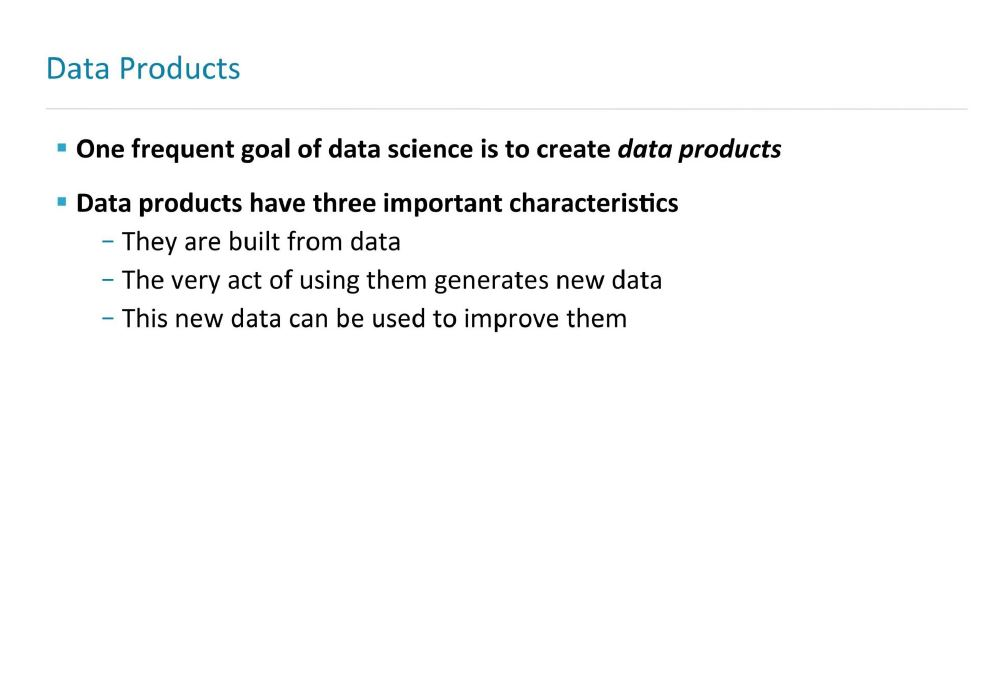 Data Products
▪ One frequent goal of data science is to create data products
▪ Data products have three important characteristics
– They are built from data
– The very act of using them generates new data
– This new data can be used to improve them